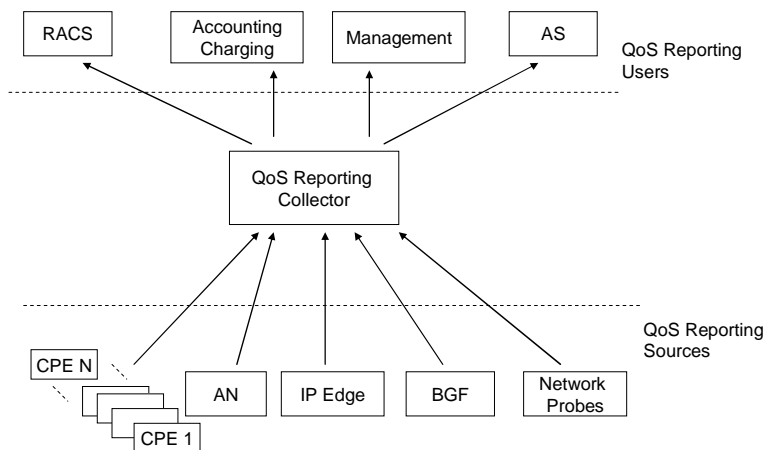 RACS
Accounting
Charging
Management
AS
QoS Reporting
Users
QoS Reporting
Collector
QoS Reporting
Sources
CPE N
AN
IP Edge
BGF
Network
Probes
CPE 1